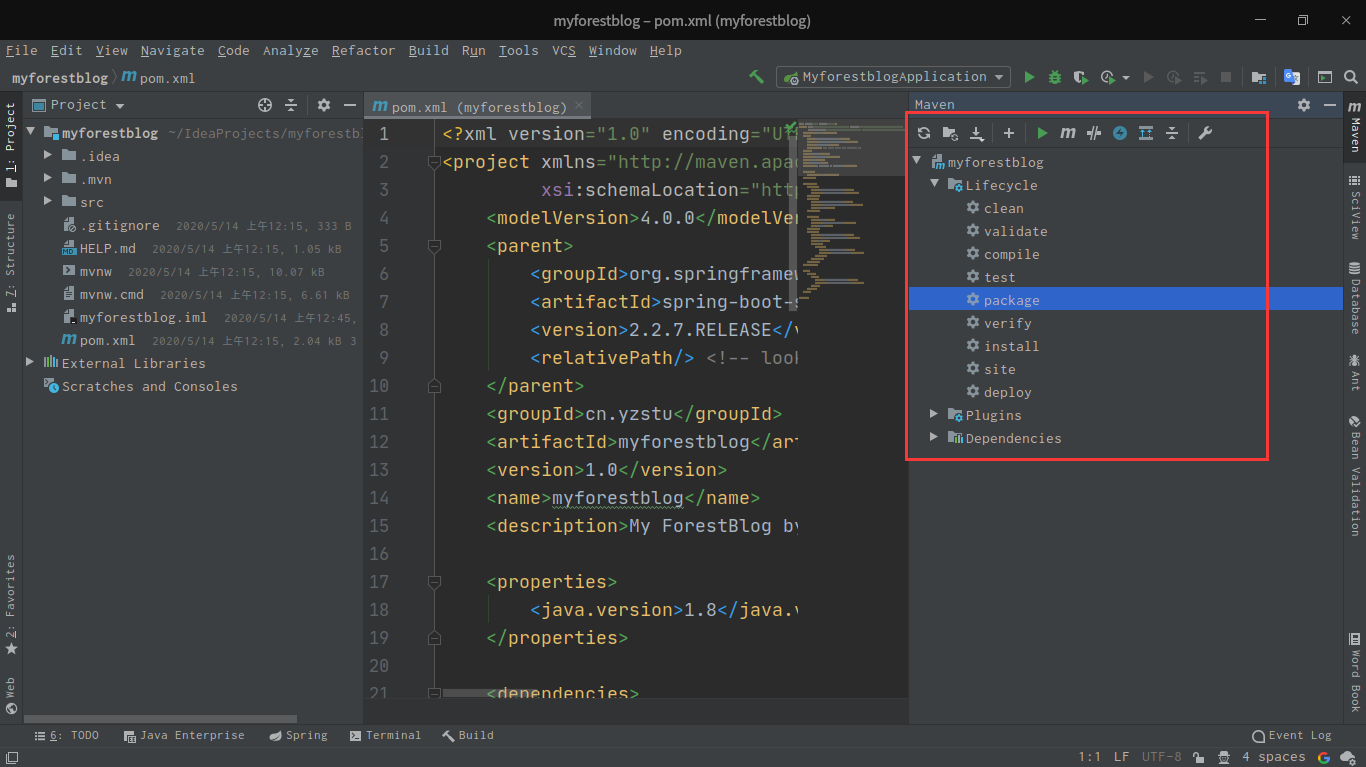 myforestblog – pom.xml (myforestblog)
File Edit View Navigate Code Analyze Refactor Build Run Tools VCS Window Help
myforestblog pom.xml
MyforestblogApplication
1: Project
Z: Structure
2: Favorites
Web
Project
myforestblog ~/IdeaProjects/myforestbl
.idea
.mvn
src
.gitignore 2020/5/14 上午12:15, 333 B
HELP.md 2020/5/14 上午12:15, 1.05 kB
mvnw 2020/5/14 上午12:15, 10.07 kB
mvnw.cmd 2020/5/14 上午12:15, 6.61 kB
myforestblog.iml 2020/5/14 上午12:45,
pom.xml 2020/5/14 上午12:15, 2.04 kB 3
External Libraries
Scratches and Consoles
pom.xml (myforestblog)
1 <?xml version="1.0" encoding="UT
2 <project xmlns="http://maven.apac
3 xsi:schemaLocation="http
4 <modelVersion>4.0.0</modelVer
5 <parent>
6 <groupId>org.springframew
7 <artifactId>spring-boot-s
8 <version>2.2.7.RELEASE</v
9 <relativePath/> <!-- look
10 </parent>
11 <groupId>cn.yzstu</groupId>
12 <artifactId>myforestblog</art
13 <version>1.0</version>
14 <name>myforestblog</name>
15 <description>My ForestBlog by
16
17 <properties>
18 <java.version>1.8</java.v
19 </properties>
20
21 <dependencies>
Maven
myforestblog
Lifecycle
clean
validate
compile
test
package
verify
install
site
deploy
Plugins
Dependencies
Maven
SciView
Database
Ant
Bean Validation
Word Book
6: TODO Java Enterprise Spring Terminal Build Event Log
1:1 LF UTF-8 4 spaces